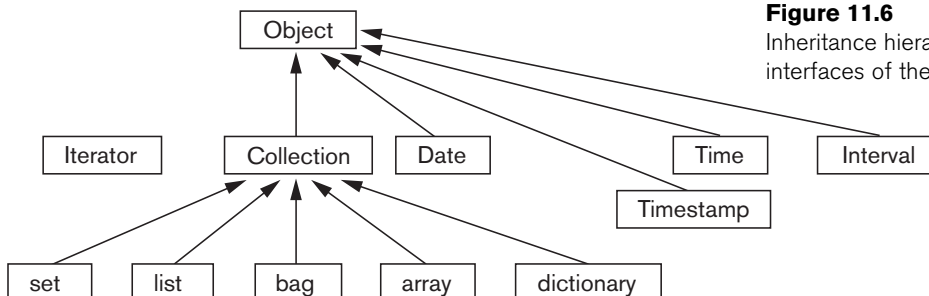 Object
Figure 11.6
Inheritance
interfaces of the
Iterator
Collection
Date
Time
Interval
Timestamp
set
list
bag
array
dictionary